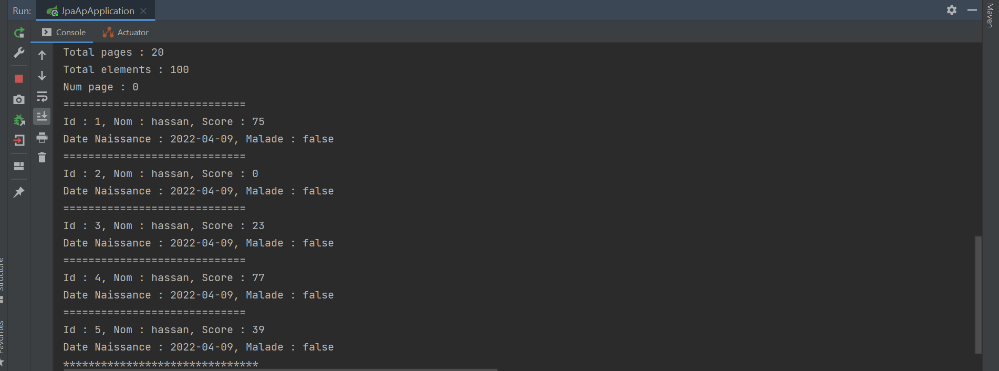 Run: JpaApApplication
Console Actuator
Maven
Total pages : 20
Total elements : 100
Num page : 0
=============================
Id : 1, Nom : hassan, Score : 75
Date Naissance : 2022-04-09, Malade : false
=============================
Id : 2, Nom : hassan, Score : 0
Date Naissance : 2022-04-09, Malade : false
=============================
Id : 3, Nom : hassan, Score : 23
Date Naissance : 2022-04-09, Malade : false
=============================
Id : 4, Nom : hassan, Score : 77
Date Naissance : 2022-04-09, Malade : false
=============================
Id : 5, Nom : hassan, Score : 39
Date Naissance : 2022-04-09, Malade : false
*******************************
Structure
Favorites